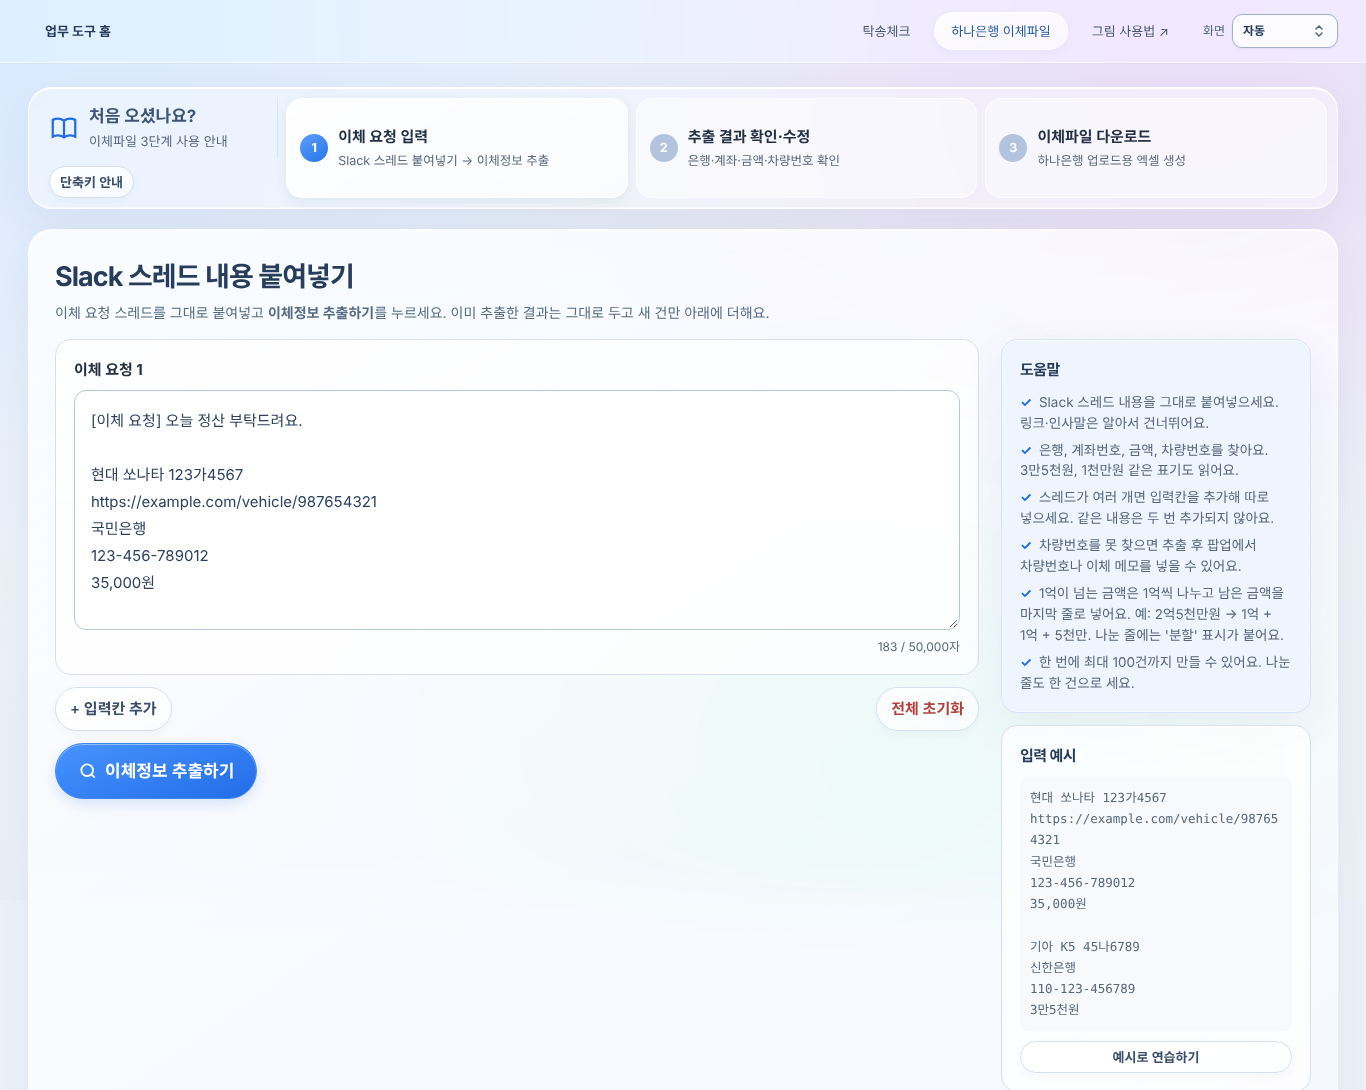 업무 도구 홈
탁송체크
하나은행 이체파일
그림 사용법 ↗
화면
자동
처음 오셨나요?
이체파일 3단계 사용 안내
단축키 안내
1
이체 요청 입력
Slack 스레드 붙여넣기 → 이체정보 추출
2
추출 결과 확인·수정
은행·계좌·금액·차량번호 확인
3
이체파일 다운로드
하나은행 업로드용 엑셀 생성
Slack 스레드 내용 붙여넣기
이체 요청 스레드를 그대로 붙여넣고 이체정보 추출하기를 누르세요. 이미 추출한 결과는 그대로 두고 새 건만 아래에 더해요.
이체 요청 1
[이체 요청] 오늘 정산 부탁드려요.
현대 쏘나타 123가4567
https://example.com/vehicle/987654321
국민은행
123-456-789012
35,000원
183 / 50,000자
+ 입력칸 추가
전체 초기화
이체정보 추출하기
도움말
✓ Slack 스레드 내용을 그대로 붙여넣으세요.
링크·인사말은 알아서 건너뛰어요.
✓ 은행, 계좌번호, 금액, 차량번호를 찾아요.
3만5천원, 1천만원 같은 표기도 읽어요.
✓ 스레드가 여러 개면 입력칸을 추가해 따로
넣으세요. 같은 내용은 두 번 추가되지 않아요.
✓ 차량번호를 못 찾으면 추출 후 팝업에서
차량번호나 이체 메모를 넣을 수 있어요.
✓ 1억이 넘는 금액은 1억씩 나누고 남은 금액을
마지막 줄로 넣어요. 예: 2억5천만원 → 1억 +
1억 + 5천만. 나눈 줄에는 '분할' 표시가 붙어요.
✓ 한 번에 최대 100건까지 만들 수 있어요. 나눈
줄도 한 건으로 세요.
입력 예시
현대 쏘나타 123가4567
https://example.com/vehicle/98765
4321
국민은행
123-456-789012
35,000원
기아 K5 45나6789
신한은행
110-123-456789
3만5천원
예시로 연습하기